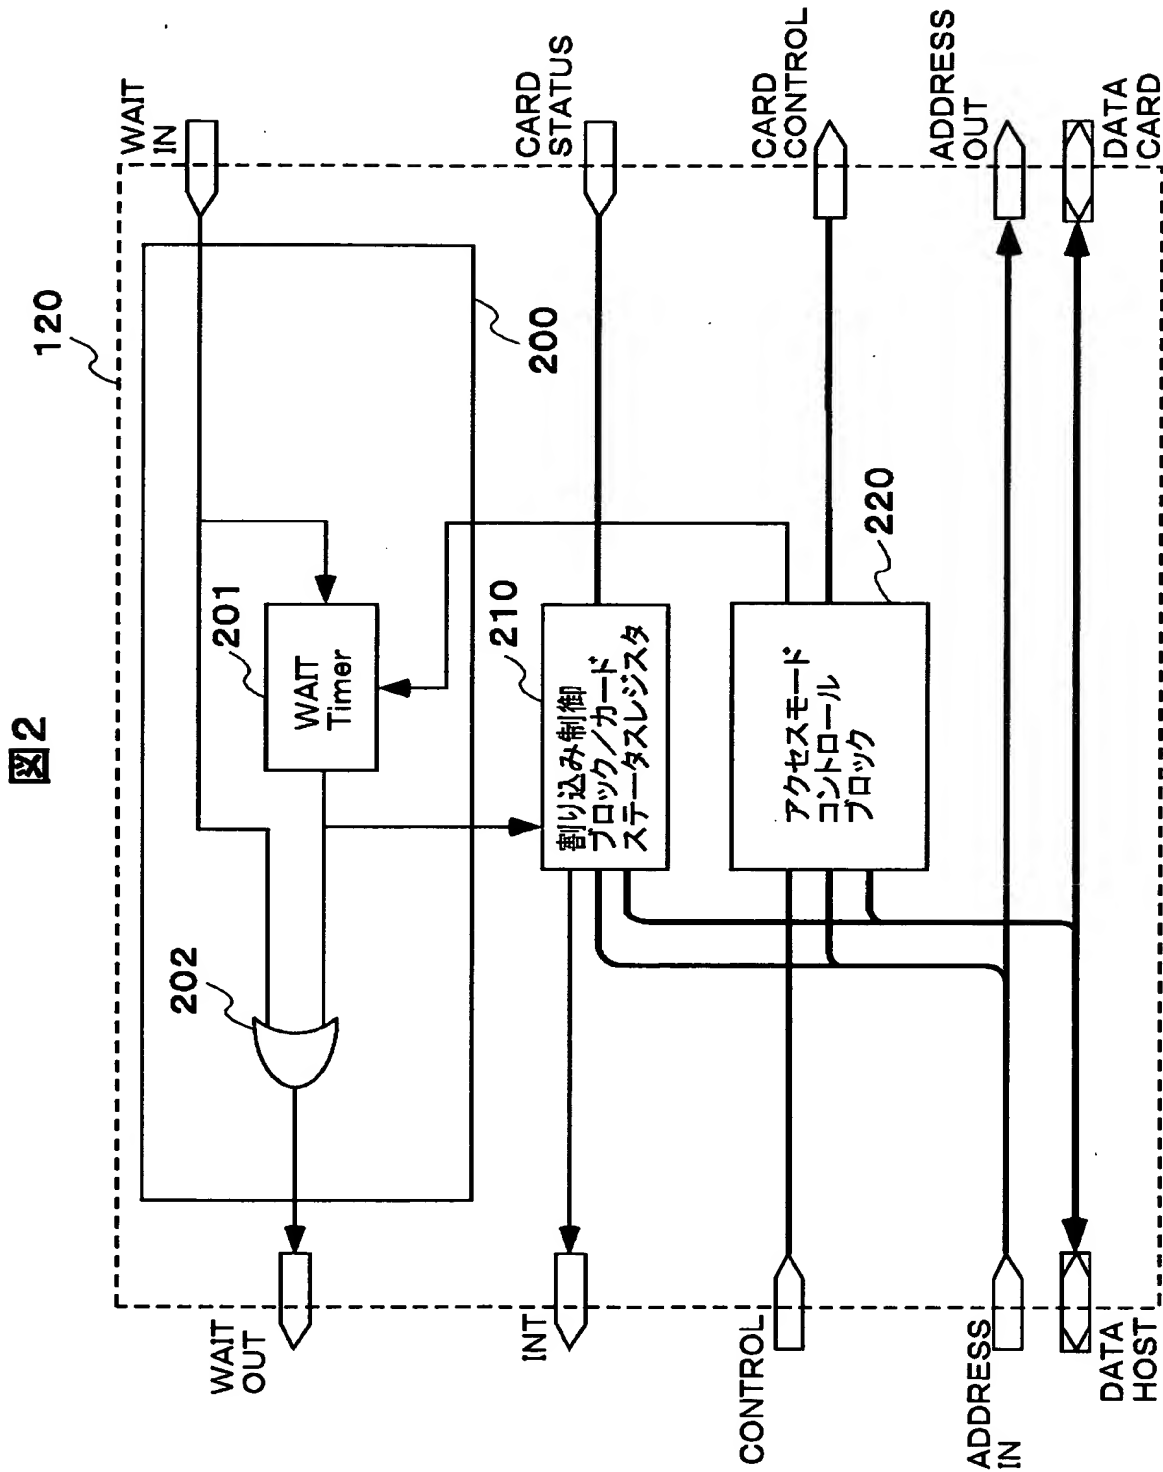 図2
120
WAIT
OUT
INT
CONTROL
ADDRESS
IN
DATA
HOST
202
201
WAIT
Timer
200
210
割り込み制御
ブロック／カード
ステータスレジスタ
220
アクセスモード
コントロール
ブロック
WAIT
IN
CARD
STATUS
CARD
CONTROL
ADDRESS
OUT
DATA
CARD